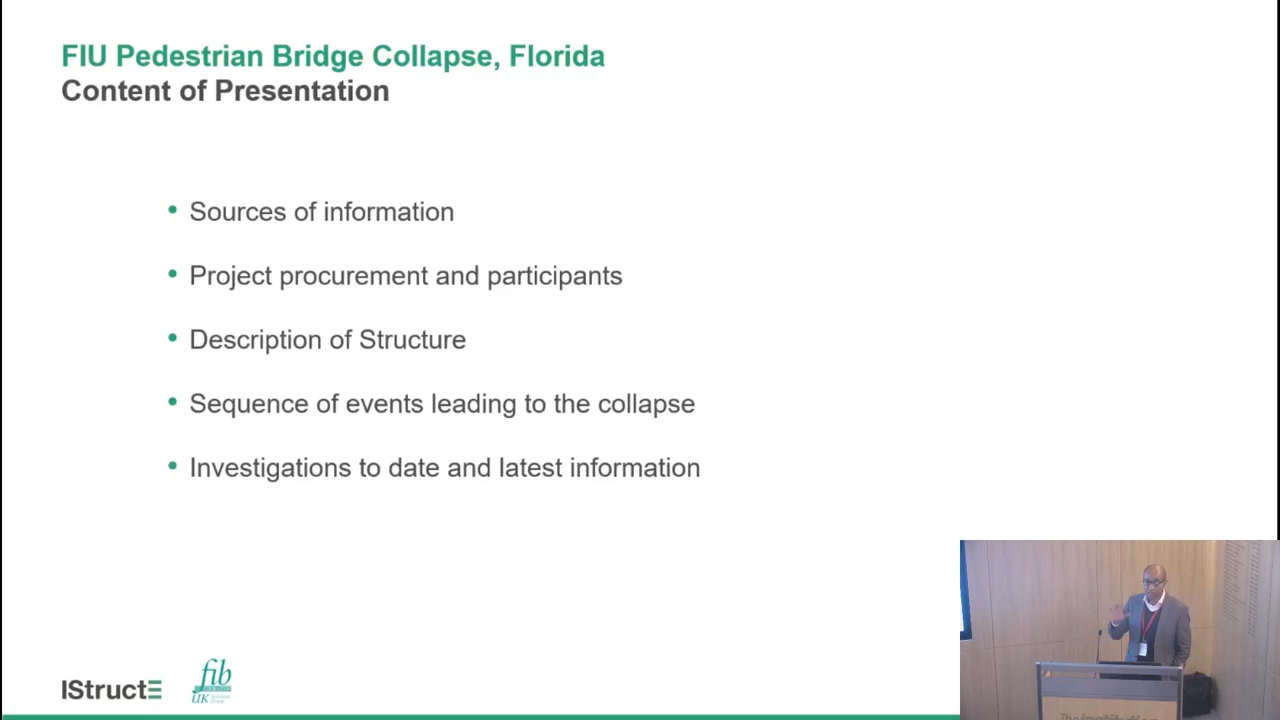 FIU Pedestrian Bridge Collapse, Florida
Content of Presentation
• Sources of information
• Project procurement and participants
• Description of Structure
• Sequence of events leading to the collapse
• Investigations to date and latest information
IStructE
fib
UK